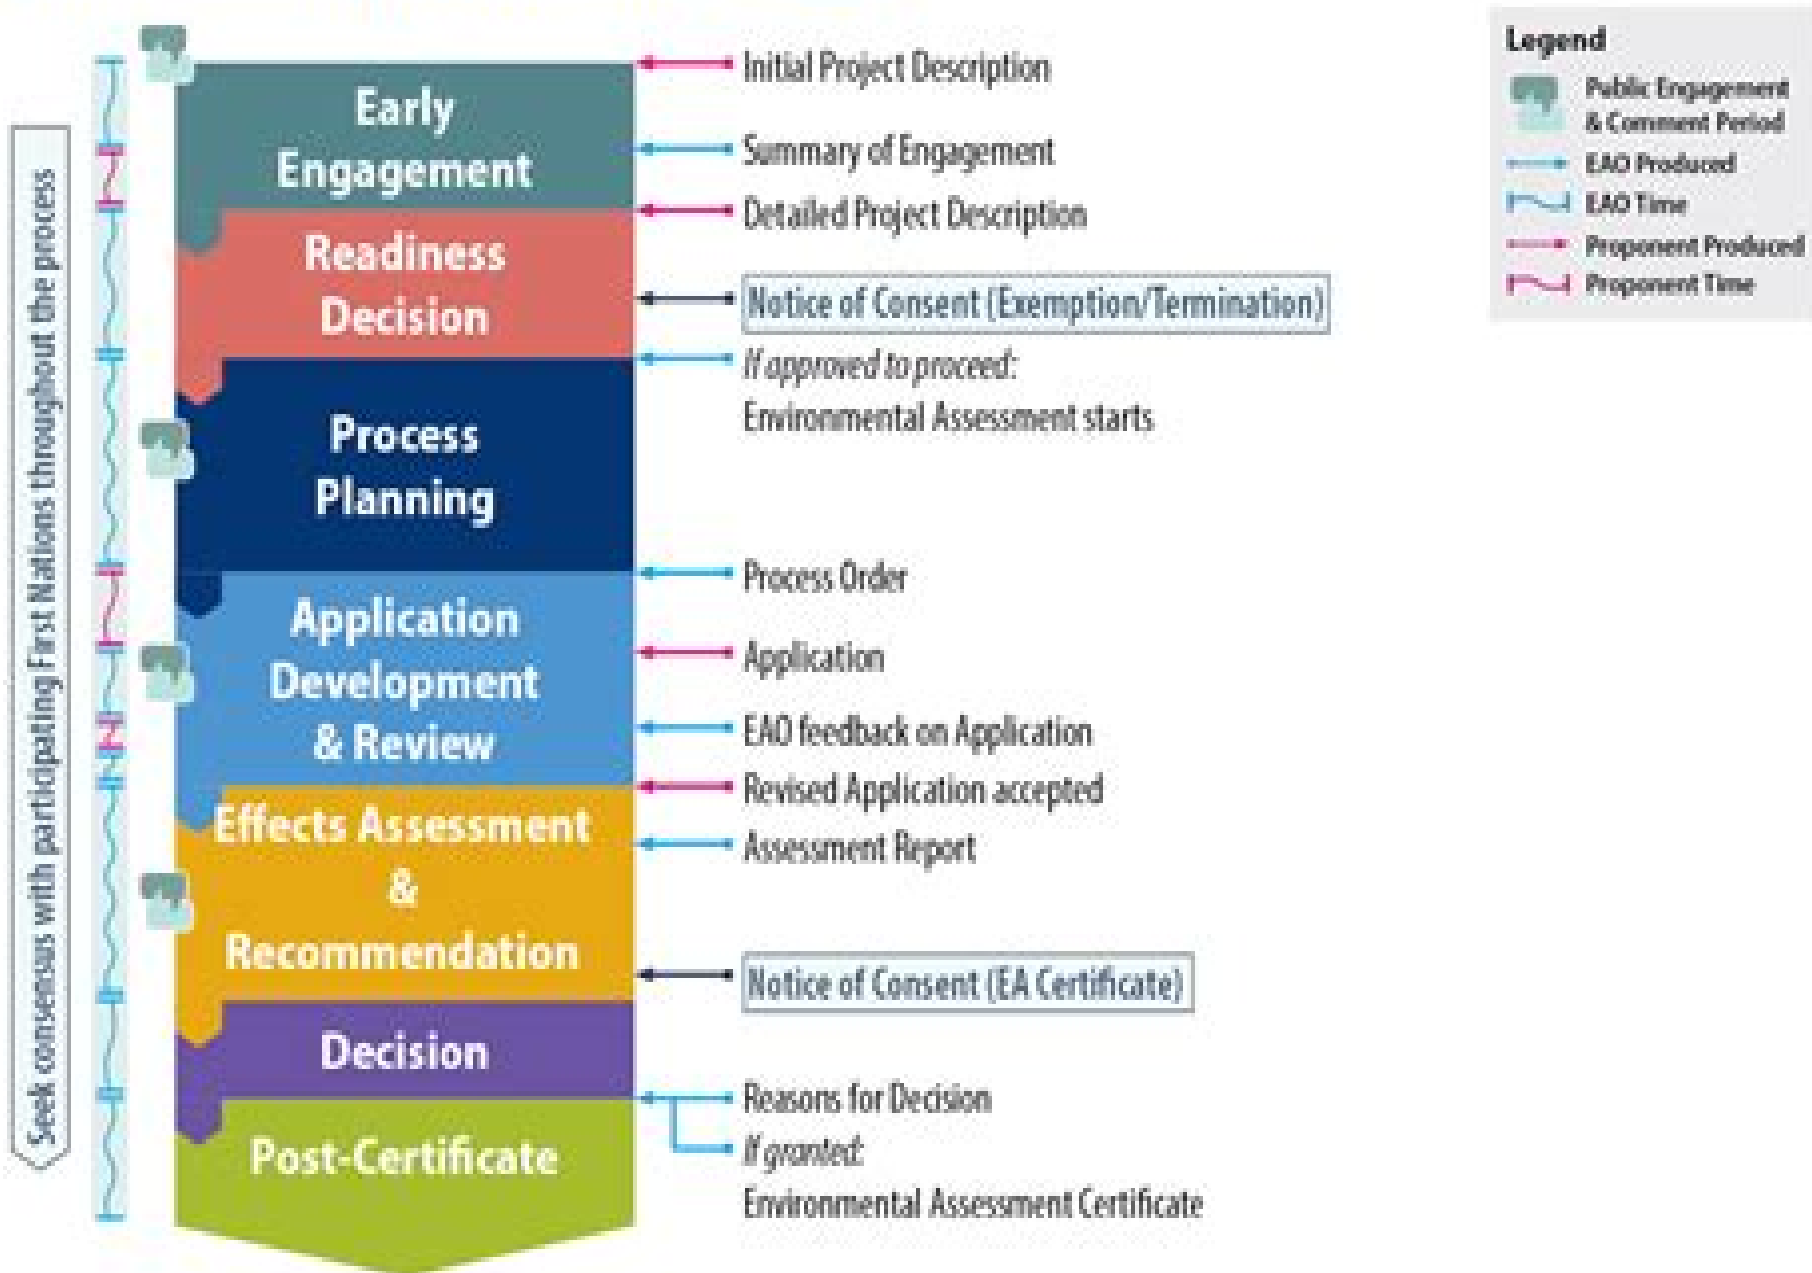 Seek consensus with participating First Nations throughout the process
Early
Engagement
Readiness
Decision
Process
Planning
Application
Development
& Review
Effects Assessment
&
Recommendation
Decision
Post-Certificate
Initial Project Description
Summary of Engagement
Detailed Project Description
Notice of Consent (Exemption/Termination)
If approved to proceed:
Environmental Assessment starts
Process Order
Application
EAO feedback on Application
Revised Application accepted
Assessment Report
Notice of Consent (EA Certificate)
Reasons for Decision
If granted:
Environmental Assessment Certificate
Legend
Public Engagement
& Comment Period
EAO Produced
EAO Time
Proponent Produced
Proponent Time